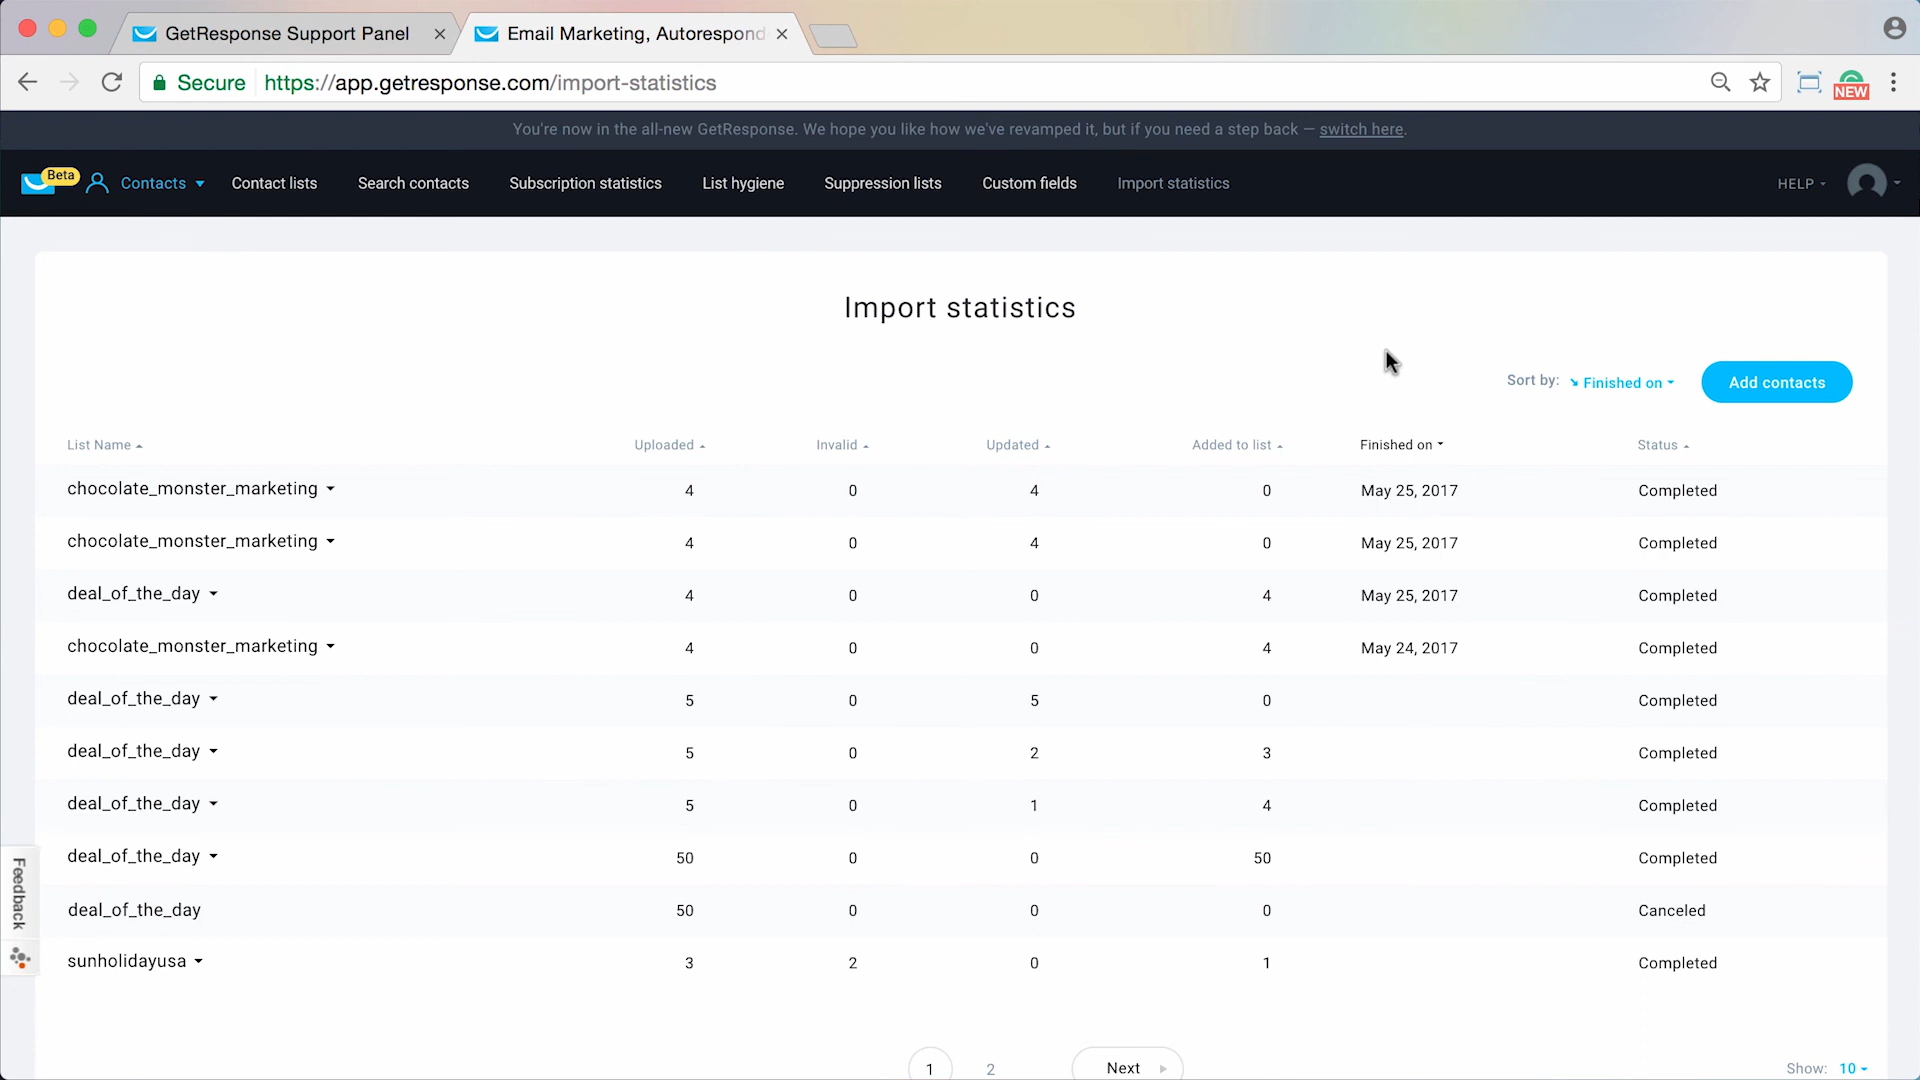 GetResponse Support Panel
Email Marketing, Autorespond
Secure https://app.getresponse.com/import-statistics
NEW
You're now in the all-new GetResponse. We hope you like how we've revamped it, but if you need a step back — switch here.
Beta
Contacts Contact lists Search contacts Subscription statistics List hygiene Suppression lists Custom fields Import statistics HELP
Import statistics
Sort by: Finished on Add contacts
List Name Uploaded Invalid Updated Added to list Finished on Status
chocolate_monster_marketing 4 0 4 0 May 25, 2017 Completed
chocolate_monster_marketing 4 0 4 0 May 25, 2017 Completed
deal_of_the_day 4 0 0 4 May 25, 2017 Completed
chocolate_monster_marketing 4 0 0 4 May 24, 2017 Completed
deal_of_the_day 5 0 5 0 Completed
deal_of_the_day 5 0 2 3 Completed
deal_of_the_day 5 0 1 4 Completed
deal_of_the_day 50 0 0 50 Completed
deal_of_the_day 50 0 0 0 Canceled
sunholidayusa 3 2 0 1 Completed
Feedback
1 2 Next Show: 10